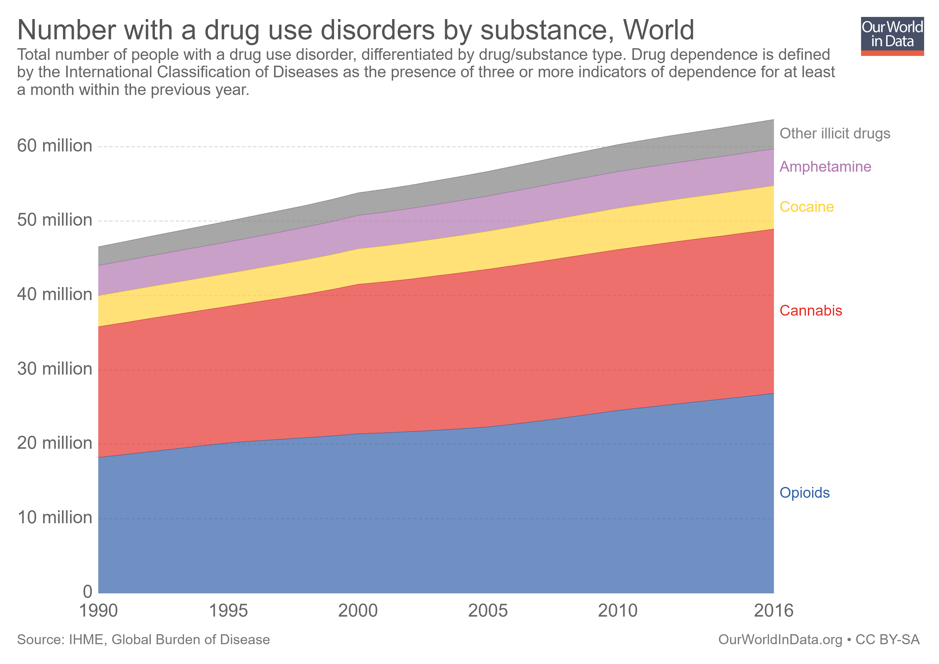 Number with a drug use disorders by substance, World
Our World
in Data
Total number of people with a drug use disorder, differentiated by drug/substance type. Drug dependence is defined
by the International Classification of Diseases as the presence of three or more indicators of dependence for at least
a month within the previous year.
60 million
50 million
40 million
30 million
20 million
10 million
0
Other illicit drugs
Amphetamine
Cocaine
Cannabis
Opioids
1990 1995 2000 2005 2010 2016
Source: IHME, Global Burden of Disease
OurWorldInData.org • CC BY-SA